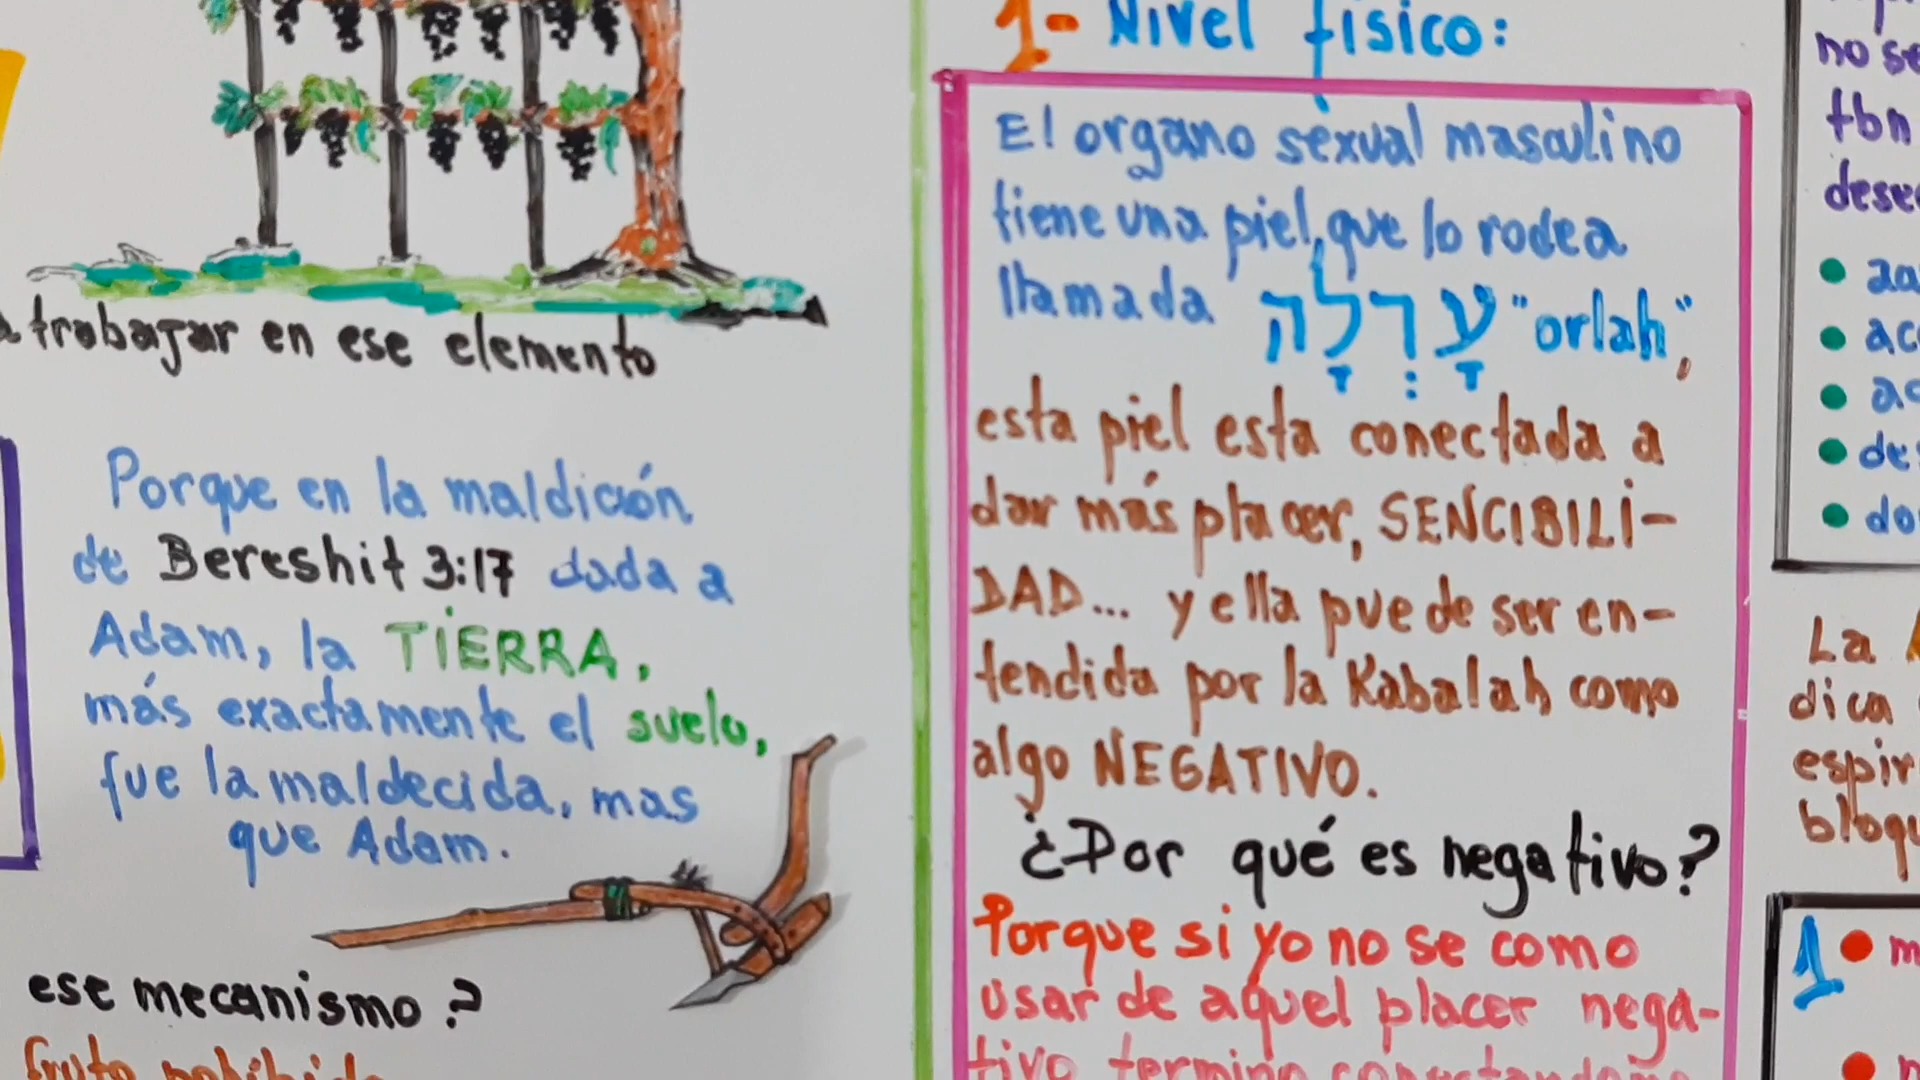 trabajar en ese elemento
Porque en la maldición
de Bereshit 3:17 dada a
Adam, la TIERRA,
más exactamente el suelo,
fue la maldecida, mas
que Adam.
ese mecanismo?
fruto
1- Nivel físico:
El organo sexual masculino
tiene una piel, que lo rodea
llamada עָרְלָה "orlah",
esta piel esta conectada a
dar más placer, SENCIBILI-
DAD... y ella puede ser en-
tendida por la Kabalah como
algo NEGATIVO.
¿Por qué es negativo?
Porque si yo no se como
usar de aquel placer nega-
tivo termino
no se
tbn
La
dica
1